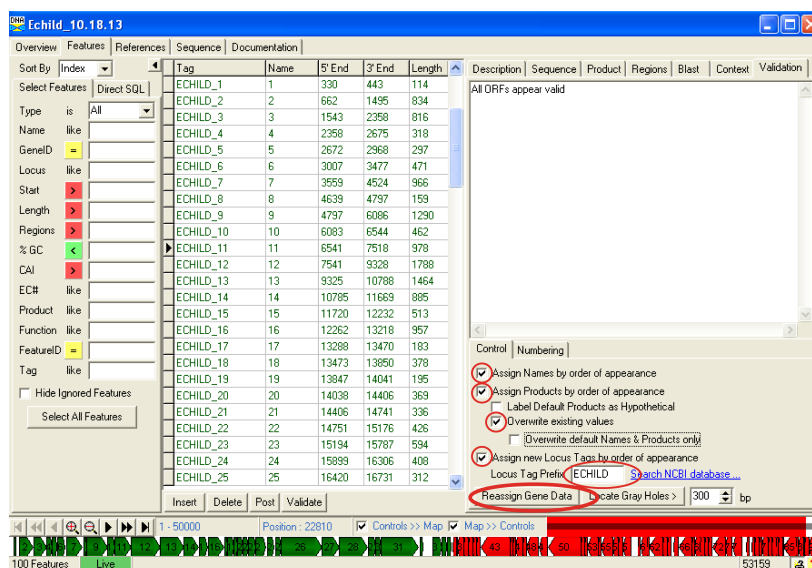 Echild_10.18.13
Overview Features References Sequence Documentation
Sort By Index
Select Features Direct SQL
Type is All
Name like
GeneID =
Locus like
Start >
Length >
Regions >
% GC <
CAI >
EC# like
Product like
Function like
FeatureID =
Tag like
Hide Ignored Features
Select All Features
Tag Name 5' End 3' End Length
ECHILD_1 1 330 443 114
ECHILD_2 2 662 1495 834
ECHILD_3 3 1543 2358 816
ECHILD_4 4 2358 2675 318
ECHILD_5 5 2672 2968 297
ECHILD_6 6 3007 3477 471
ECHILD_7 7 3559 4524 966
ECHILD_8 8 4639 4797 159
ECHILD_9 9 4797 6086 1290
ECHILD_10 10 6083 6544 462
ECHILD_11 11 6541 7518 978
ECHILD_12 12 7541 9328 1788
ECHILD_13 13 9325 10788 1464
ECHILD_14 14 10785 11669 885
ECHILD_15 15 11720 12232 513
ECHILD_16 16 12262 13218 957
ECHILD_17 17 13288 13470 183
ECHILD_18 18 13473 13850 378
ECHILD_19 19 13847 14041 195
ECHILD_20 20 14038 14406 369
ECHILD_21 21 14406 14741 336
ECHILD_22 22 14751 15176 426
ECHILD_23 23 15194 15787 594
ECHILD_24 24 15899 16306 408
ECHILD_25 25 16420 16731 312
Insert Delete Post Validate
Description Sequence Product Regions Blast Context Validation
All ORFs appear valid
Control Numbering
Assign Names by order of appearance
Assign Products by order of appearance
Label Default Products as Hypothetical
Overwrite existing values
Overwrite default Names & Products only
Assign new Locus Tags by order of appearance
Locus Tag Prefix ECHILD Search NCBI database ...
Reassign Gene Data Locate Gray Holes > 300 bp
1 - 50000 Position : 22810 Controls >> Map Map >> Controls
100 Features Live 53159